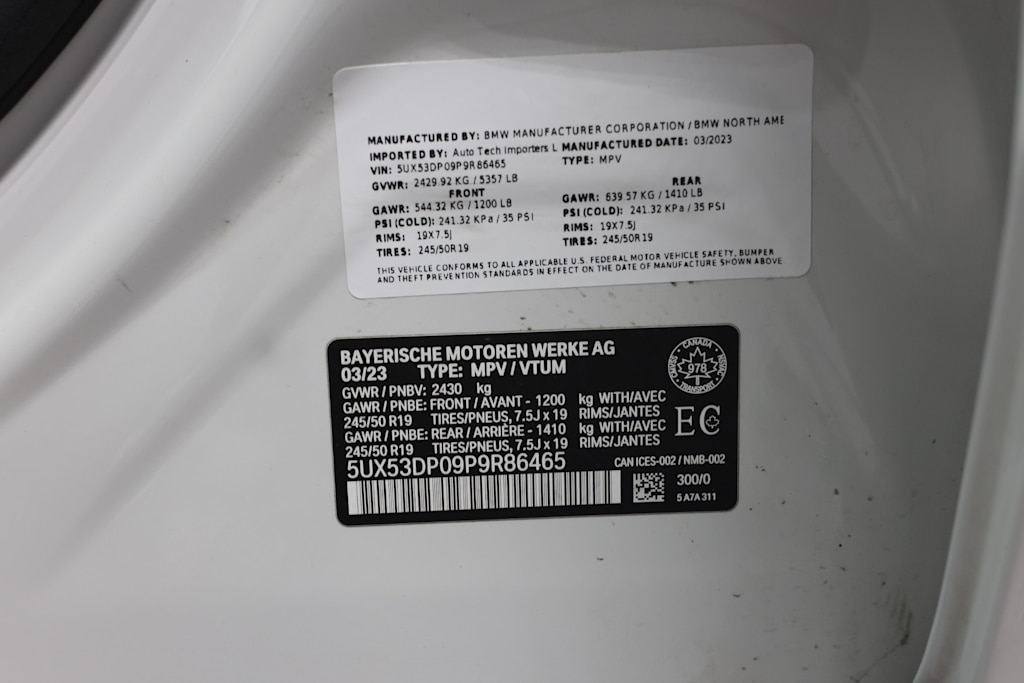 MANUFACTURED BY: BMW MANUFACTURER CORPORATION / BMW NORTH AME
IMPORTED BY: Auto Tech Importers L MANUFACTURED DATE: 03/2023
VIN: 5UX53DP09P9R86465 TYPE: MPV
GVWR: 2429.92 KG / 5357 LB
FRONT REAR
GAWR: 544.32 KG / 1200 LB GAWR: 639.57 KG / 1410 LB
PSI (COLD): 241.32 KPa / 35 PSI PSI (COLD): 241.32 KPa / 35 PSI
RIMS: 19X7.5J RIMS: 19X7.5J
TIRES: 245/50R19 TIRES: 245/50R19
THIS VEHICLE CONFORMS TO ALL APPLICABLE U.S. FEDERAL MOTOR VEHICLE SAFETY, BUMPER
AND THEFT PREVENTION STANDARDS IN EFFECT ON THE DATE OF MANUFACTURE SHOWN ABOVE
BAYERISCHE MOTOREN WERKE AG
03/23 TYPE: MPV / VTUM
GVWR / PNBV: 2430 kg
GAWR / PNBE: FRONT / AVANT - 1200 kg WITH/AVEC
245/50 R19 TIRES/PNEUS, 7.5J x 19 RIMS/JANTES
GAWR / PNBE: REAR / ARRIÈRE - 1410 kg WITH/AVEC
245/50 R19 TIRES/PNEUS, 7.5J x 19 RIMS/JANTES
5UX53DP09P9R86465
CANADA
CMVSS NSVAC
978
TRANSPORT
EC
CAN ICES-002 / NMB-002
300/0
5 A7A 311